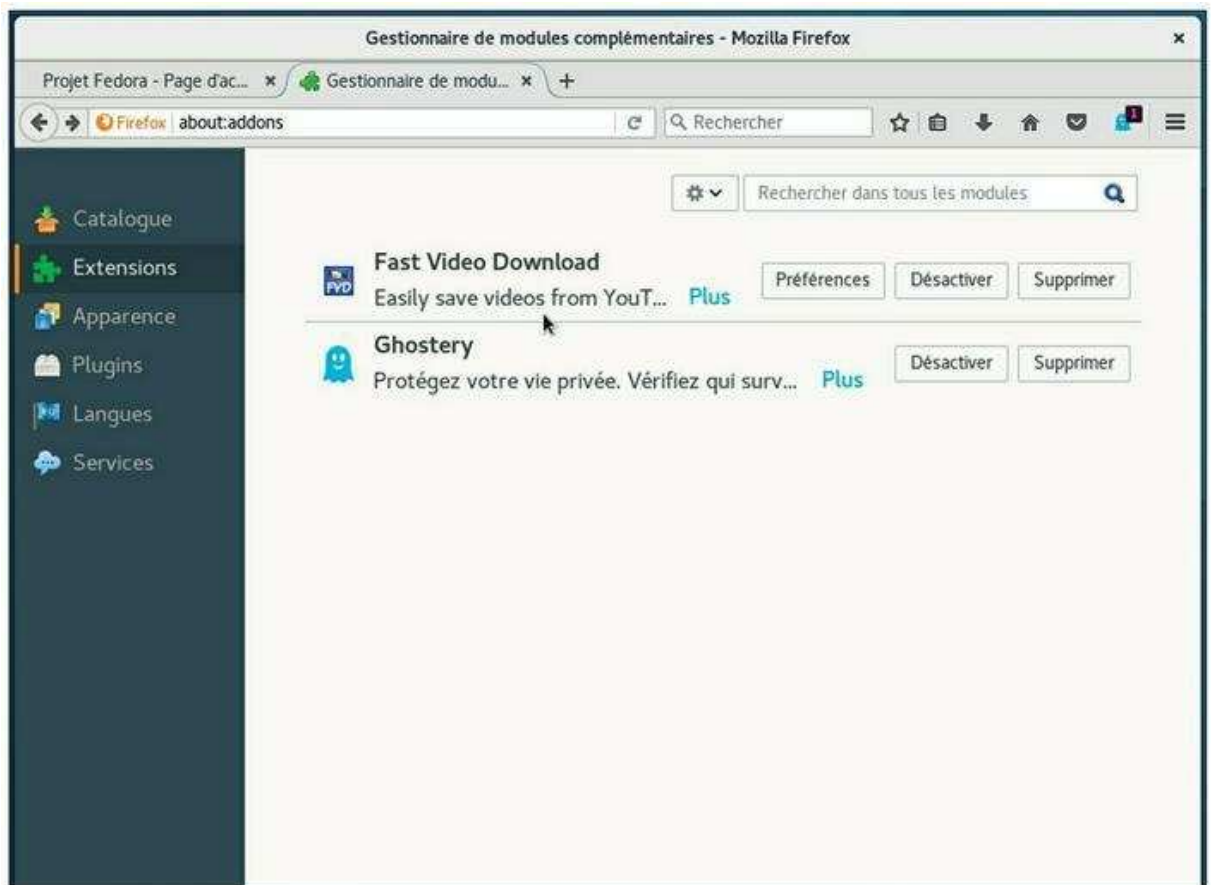 Gestionnaire de modules complémentaires - Mozilla Firefox
Projet Fedora - Page d'ac...
Gestionnaire de modu...
Firefox about:addons
Rechercher
1
Rechercher dans tous les modules
Catalogue
Extensions
Apparence
Plugins
Langues
Services
FVD
Fast Video Download
Easily save videos from YouT... Plus
Préférences Désactiver Supprimer
Ghostery
Protégez votre vie privée. Vérifiez qui surv... Plus
Désactiver Supprimer